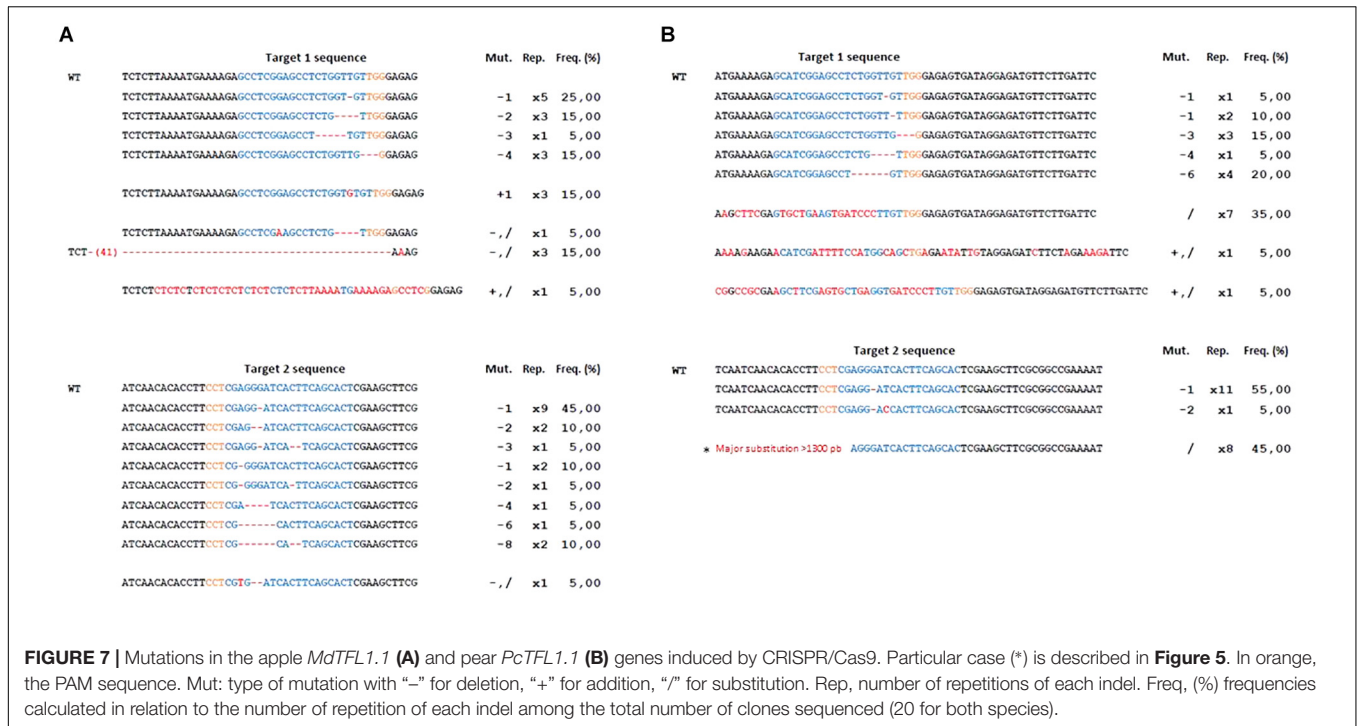 A
Target 1 sequence Mut. Rep. Freq. (%)
WT TCTCTTAAAATGAAAAGAGCCTCGGAGCCTCTGGTTGTTGGGAGAG
TCTCTTAAAATGAAAAGAGCCTCGGAGCCTCTGGT-GTTGGGAGAG -1 x5 25,00
TCTCTTAAAATGAAAAGAGCCTCGGAGCCTCTG----TTGGGAGAG -2 x3 15,00
TCTCTTAAAATGAAAAGAGCCTCGGAGCCT-----TGTTGGGAGAG -3 x1 5,00
TCTCTTAAAATGAAAAGAGCCTCGGAGCCTCTGGTTG---GGAGAG -4 x3 15,00
TCTCTTAAAATGAAAAGAGCCTCGGAGCCTCTGGTGTGTTGGGAGAG +1 x3 15,00
TCTCTTAAAATGAAAAGAGCCTCGAAGCCTCTG----TTGGGAGAG -,/ x1 5,00
TCT-(41) ------------------------------------------AAAG -,/ x3 15,00
TCTCTCTCTCTCTCTCTCTCTCTCTCTCTTAAAATGAAAAGAGCCTCGGAGAG +,/ x1 5,00
Target 2 sequence Mut. Rep. Freq. (%)
WT ATCAACACACCTTCCTCGAGGGATCACTTCAGCACTCGAAGCTTCG
ATCAACACACCTTCCTCGAGG-ATCACTTCAGCACTCGAAGCTTCG -1 x9 45,00
ATCAACACACCTTCCTCGAG--ATCACTTCAGCACTCGAAGCTTCG -2 x2 10,00
ATCAACACACCTTCCTCGAGG-ATCA--TCAGCACTCGAAGCTTCG -3 x1 5,00
ATCAACACACCTTCCTCG-GGGATCACTTCAGCACTCGAAGCTTCG -1 x2 10,00
ATCAACACACCTTCCTCG-GGGATCA-TTCAGCACTCGAAGCTTCG -2 x1 5,00
ATCAACACACCTTCCTCGA----TCACTTCAGCACTCGAAGCTTCG -4 x1 5,00
ATCAACACACCTTCCTCG------CACTTCAGCACTCGAAGCTTCG -6 x1 5,00
ATCAACACACCTTCCTCG------CA--TCAGCACTCGAAGCTTCG -8 x2 10,00
ATCAACACACCTTCCTCGTG--ATCACTTCAGCACTCGAAGCTTCG -,/ x1 5,00
B
Target 1 sequence Mut. Rep. Freq. (%)
WT ATGAAAAGAGCATCGGAGCCTCTGGTTGTTGGGAGAGTGATAGGAGATGTTCTTGATTC
ATGAAAAGAGCATCGGAGCCTCTGGT-GTTGGGAGAGTGATAGGAGATGTTCTTGATTC -1 x1 5,00
ATGAAAAGAGCATCGGAGCCTCTGGTT-TTGGGAGAGTGATAGGAGATGTTCTTGATTC -1 x2 10,00
ATGAAAAGAGCATCGGAGCCTCTGGTTG---GGAGAGTGATAGGAGATGTTCTTGATTC -3 x3 15,00
ATGAAAAGAGCATCGGAGCCTCTG----TTGGGAGAGTGATAGGAGATGTTCTTGATTC -4 x1 5,00
ATGAAAAGAGCATCGGAGCCT------GTTGGGAGAGTGATAGGAGATGTTCTTGATTC -6 x4 20,00
AAGCTTCGAGTGCTGAAGTGATCCCTTGTTGGGAGAGTGATAGGAGATGTTCTTGATTC / x7 35,00
AAAAGAAGAACATCGATTTTCCATGGCAGCTGAGAATATTGTAGGAGATCTTCTAGAAAGATTC +,/ x1 5,00
CGGCCGCGAAGCTTCGAGTGCTGAGGTGATCCCTTGTTGGGAGAGTGATAGGAGATGTTCTTGATTC +,/ x1 5,00
Target 2 sequence Mut. Rep. Freq. (%)
WT TCAATCAACACACCTTCCTCGAGGGATCACTTCAGCACTCGAAGCTTCGCGGCCGAAAAT
TCAATCAACACACCTTCCTCGAGG-ATCACTTCAGCACTCGAAGCTTCGCGGCCGAAAAT -1 x11 55,00
TCAATCAACACACCTTCCTCGAGG-ACCACTTCAGCACTCGAAGCTTCGCGGCCGAAAAT -2 x1 5,00
* Major substitution >1300 pb AGGGATCACTTCAGCACTCGAAGCTTCGCGGCCGAAAAT / x8 45,00
FIGURE 7 | Mutations in the apple MdTFL1.1 (A) and pear PcTFL1.1 (B) genes induced by CRISPR/Cas9. Particular case (*) is described in Figure 5. In orange,
the PAM sequence. Mut: type of mutation with “–” for deletion, “+” for addition, “/” for substitution. Rep, number of repetitions of each indel. Freq, (%) frequencies
calculated in relation to the number of repetition of each indel among the total number of clones sequenced (20 for both species).